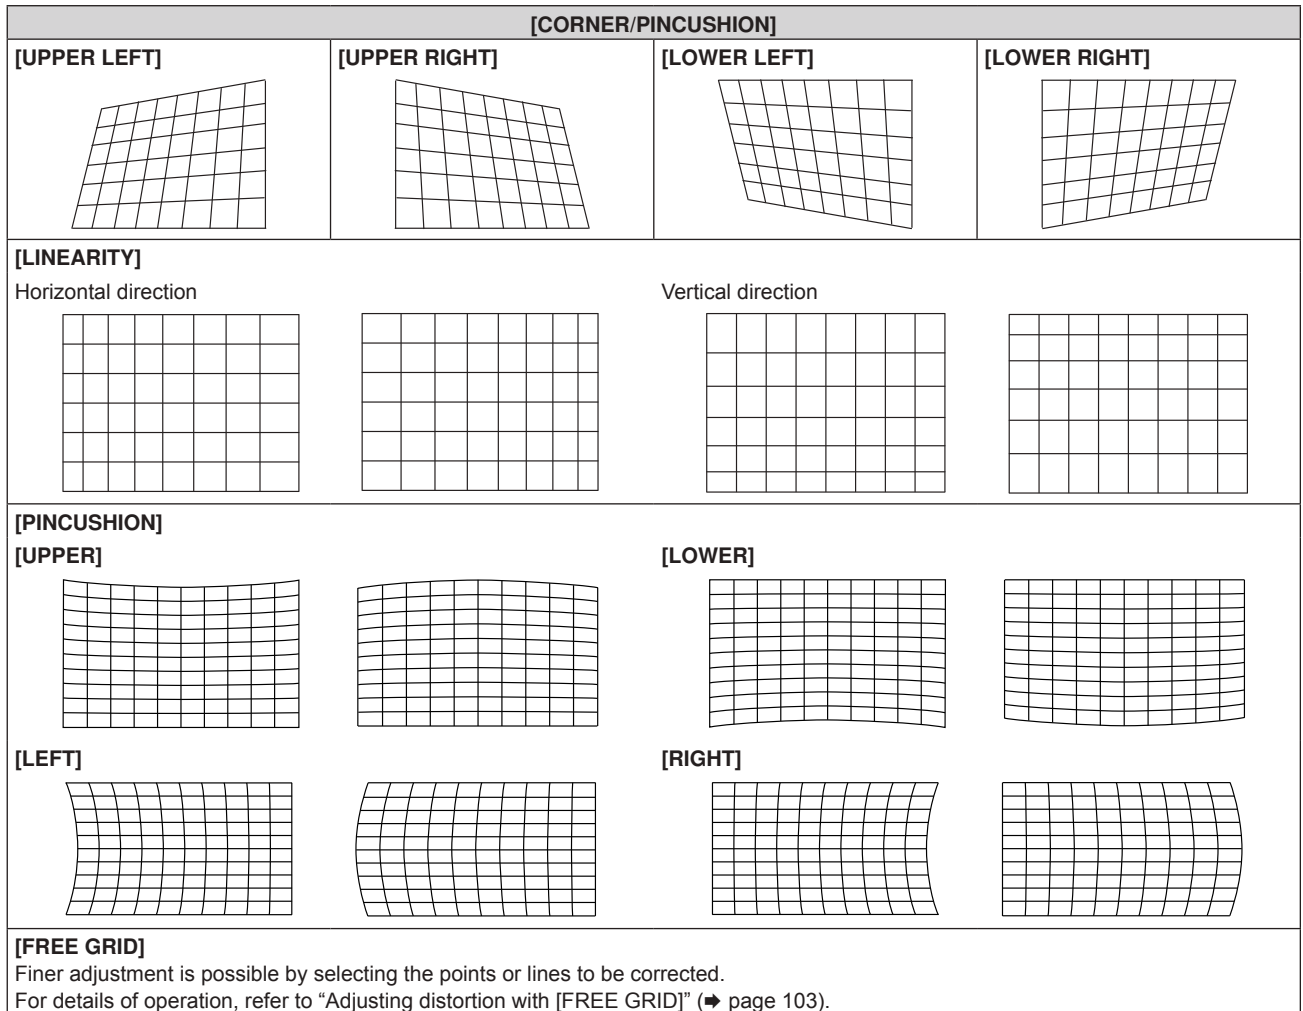 [CORNER/PINCUSHION]
[UPPER LEFT]
[UPPER RIGHT]
[LOWER LEFT]
[LOWER RIGHT]
[LINEARITY]
Horizontal direction
Vertical direction
[PINCUSHION]
[UPPER]
[LOWER]
[LEFT]
[RIGHT]
[FREE GRID]
Finer adjustment is possible by selecting the points or lines to be corrected.
For details of operation, refer to “Adjusting distortion with [FREE GRID]” (➡ page 103).